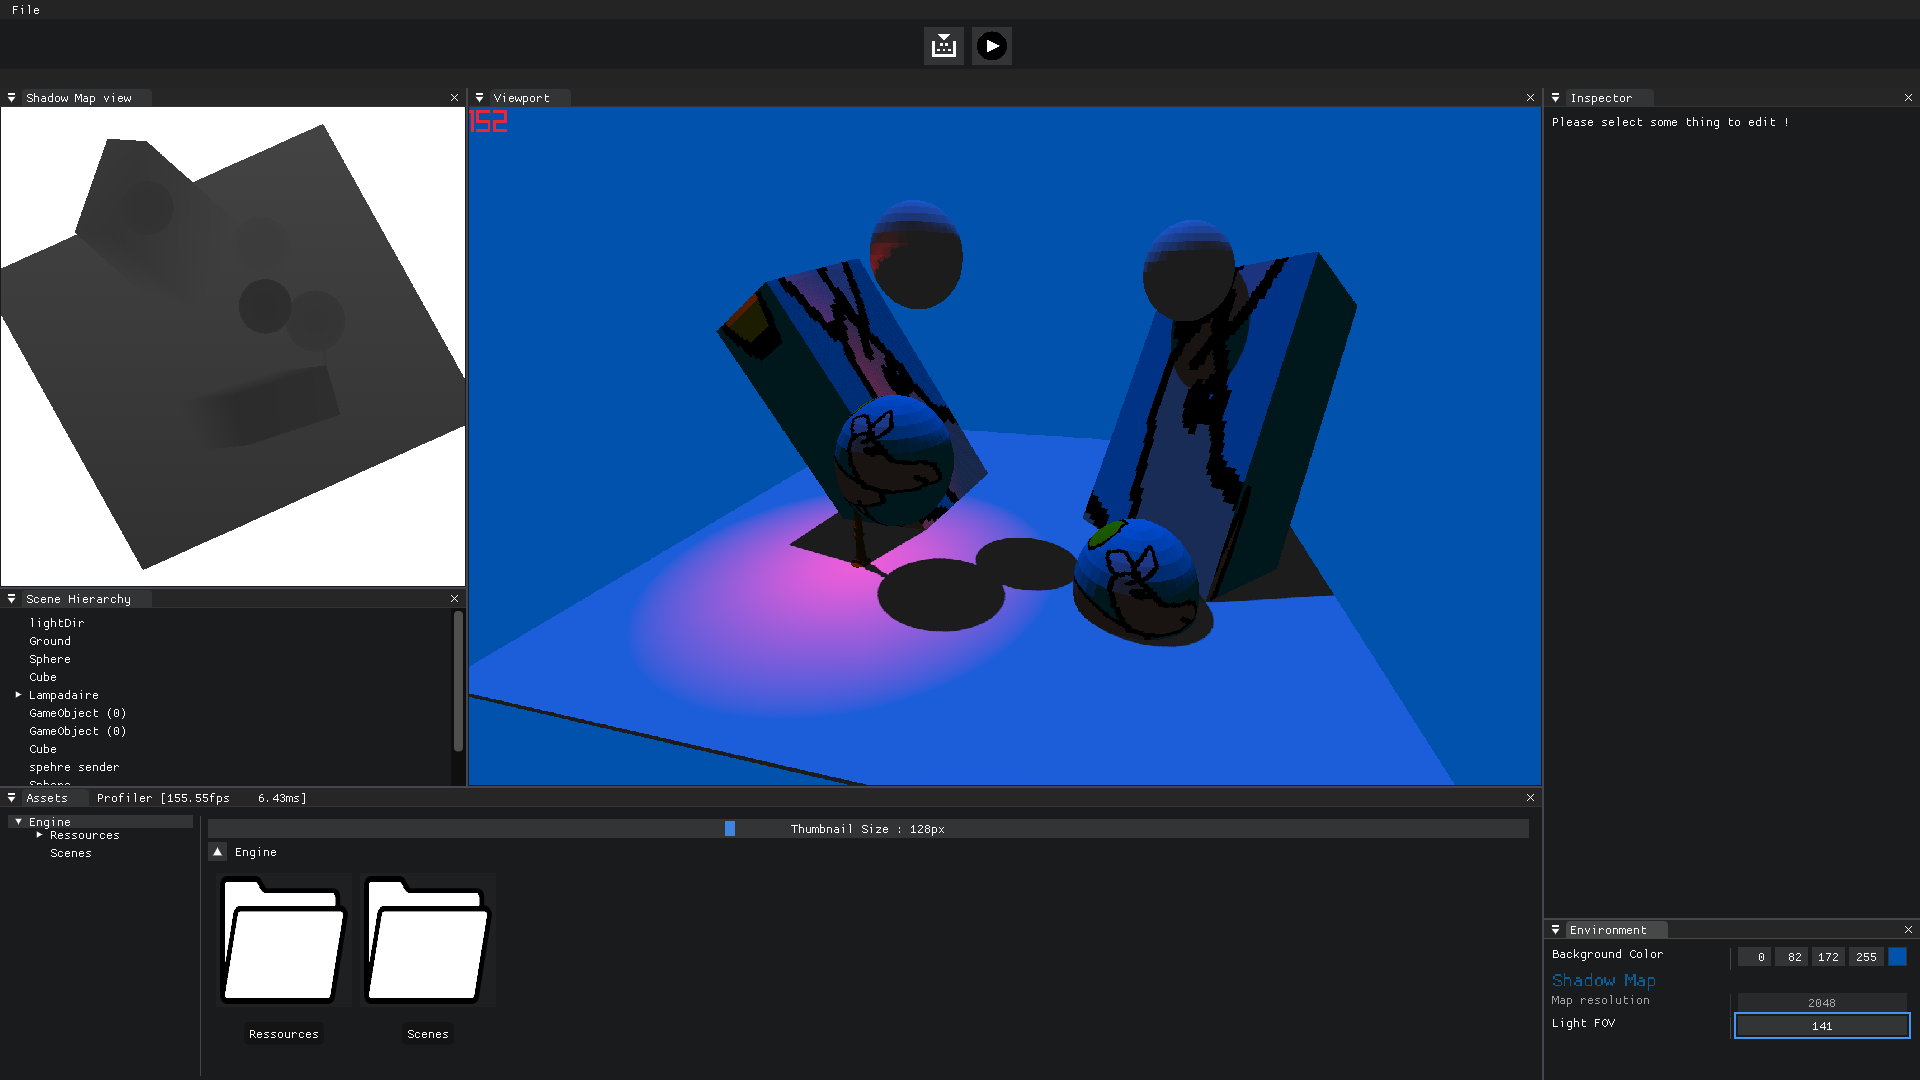 File
Shadow Map view
Viewport
Inspector
152
Please select some thing to edit !
Scene Hierarchy
lightDir
Ground
Sphere
Cube
Lampadaire
GameObject (0)
GameObject (0)
Cube
spehre sender
Sphere
Assets
Profiler [155.55fps    6.43ms]
Engine
Ressources
Scenes
Thumbnail Size : 128px
Engine
Ressources
Scenes
Environment
Background Color
0 82 172 255
Shadow Map
Map resolution
2048
Light FOV
141